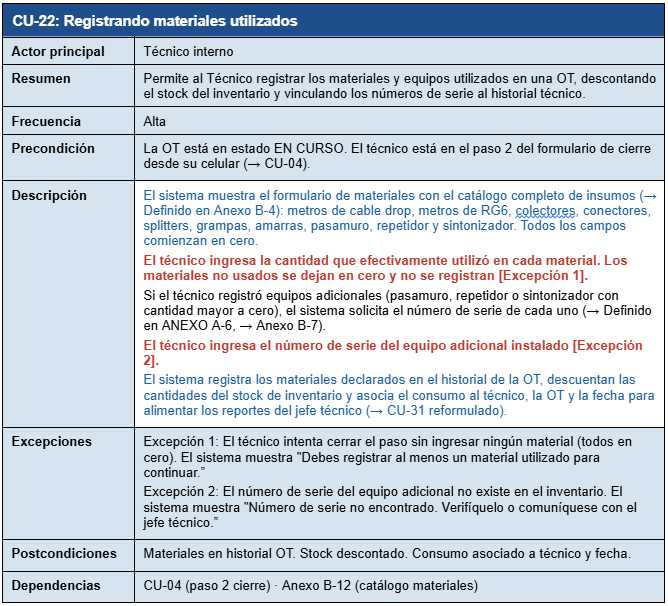 CU-22: Registrando materiales utilizados
Actor principal
Técnico interno
Resumen
Permite al Técnico registrar los materiales y equipos utilizados en una OT, descontando
el stock del inventario y vinculando los números de serie al historial técnico.
Frecuencia
Alta
Precondición
La OT está en estado EN CURSO. El técnico está en el paso 2 del formulario de cierre
desde su celular (→ CU-04).
Descripción
El sistema muestra el formulario de materiales con el catálogo completo de insumos (→
Definido en Anexo B-4): metros de cable drop, metros de RG6, colectores, conectores,
splitters, grampas, amarras, pasamuro, repetidor y sintonizador. Todos los campos
comienzan en cero.
El técnico ingresa la cantidad que efectivamente utilizó en cada material. Los
materiales no usados se dejan en cero y no se registran [Excepción 1].
Si el técnico registró equipos adicionales (pasamuro, repetidor o sintonizador con
cantidad mayor a cero), el sistema solicita el número de serie de cada uno (→ Definido
en ANEXO A-6, → Anexo B-7).
El técnico ingresa el número de serie del equipo adicional instalado [Excepción
2].
El sistema registra los materiales declarados en el historial de la OT, descuentan las
cantidades del stock de inventario y asocia el consumo al técnico, la OT y la fecha para
alimentar los reportes del jefe técnico (→ CU-31 reformulado).
Excepciones
Excepción 1: El técnico intenta cerrar el paso sin ingresar ningún material (todos en
cero). El sistema muestra "Debes registrar al menos un material utilizado para
continuar.”
Excepción 2: El número de serie del equipo adicional no existe en el inventario. El
sistema muestra "Número de serie no encontrado. Verifíquelo o comuníquese con el
jefe técnico.”
Postcondiciones
Materiales en historial OT. Stock descontado. Consumo asociado a técnico y fecha.
Dependencias
CU-04 (paso 2 cierre) · Anexo B-12 (catálogo materiales)